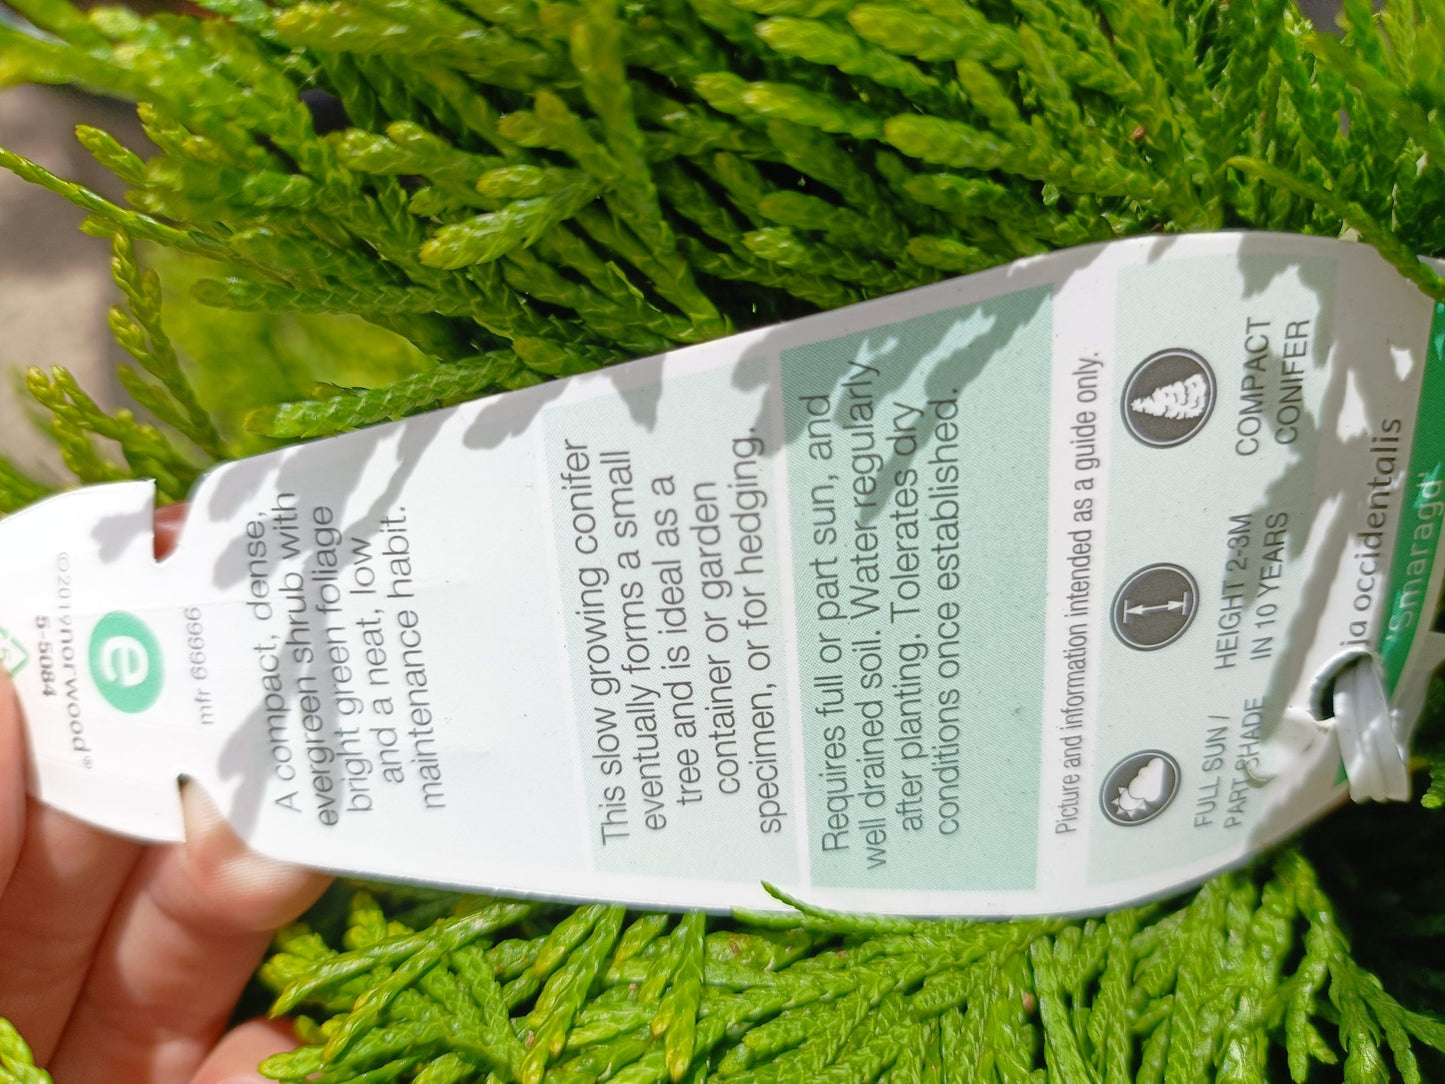 ©2019norwood®
5-5084
e
mfr 66666
A compact, dense,
evergreen shrub with
bright green foliage
and a neat, low
maintenance habit.
This slow growing conifer
eventually forms a small
tree and is ideal as a
container or garden
specimen, or for hedging.
Requires full or part sun, and
well drained soil. Water regularly
after planting. Tolerates dry
conditions once established.
Picture and information intended as a guide only.
FULL SUN /
PART SHADE
HEIGHT 2-3M
IN 10 YEARS
COMPACT
CONIFER
ja occidentalis
'Smaragd'